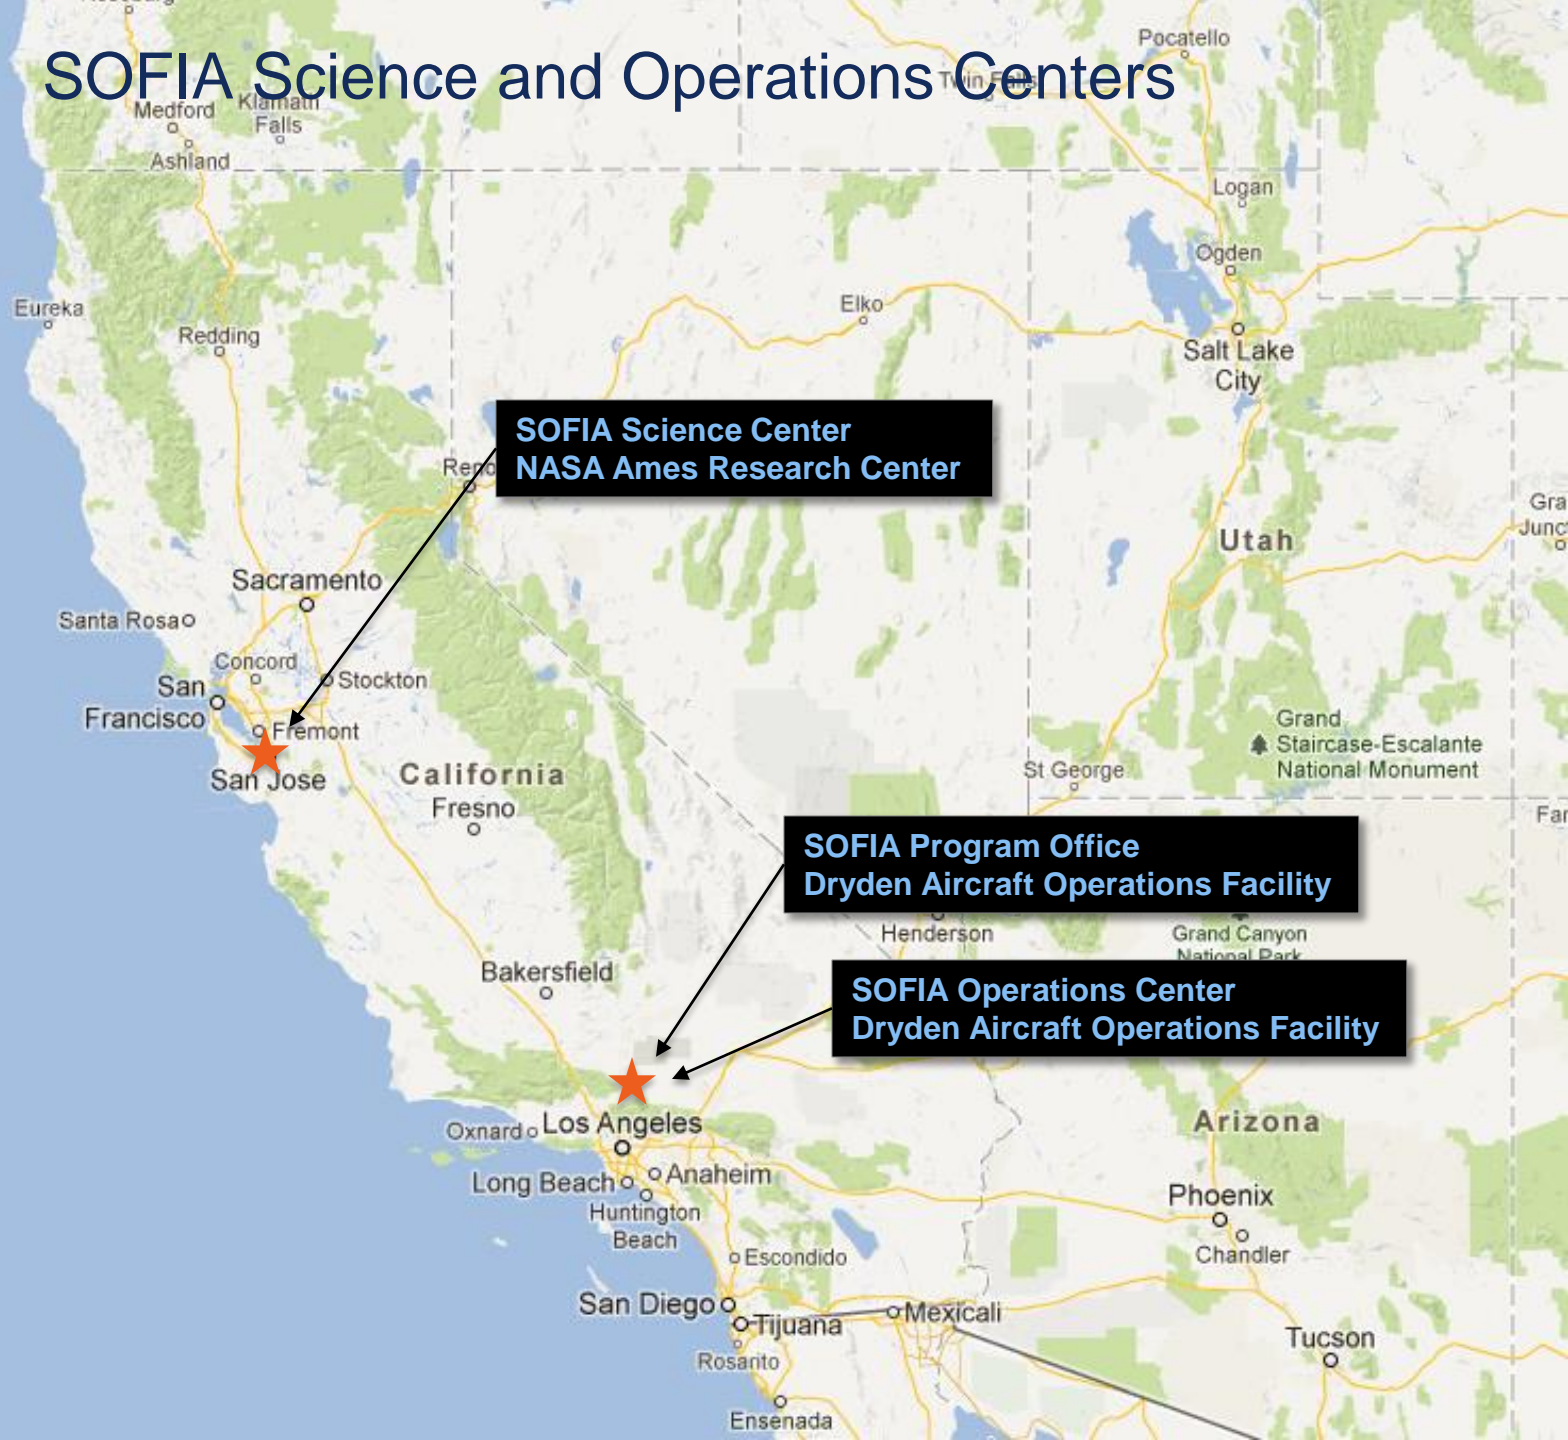 SOFIA Science and Operations Centers
Pocatello
Twin Falls
Medford
Klamath
Falls
Ashland
Logan
Ogden
Eureka
Elko
Redding
Salt Lake
City
SOFIA Science Center
NASA Ames Research Center
Utah
Sacramento
Santa Rosa
Concord
Stockton
San
Francisco
Fremont
San Jose
California
Fresno
Grand
Staircase-Escalante
National Monument
St George
SOFIA Program Office
Dryden Aircraft Operations Facility
Henderson
Grand Canyon
National Park
Bakersfield
SOFIA Operations Center
Dryden Aircraft Operations Facility
Los Angeles
Oxnard
Arizona
Long Beach
Anaheim
Huntington
Beach
Phoenix
Chandler
Escondido
San Diego
Tijuana
Mexicali
Rosarito
Tucson
Ensenada